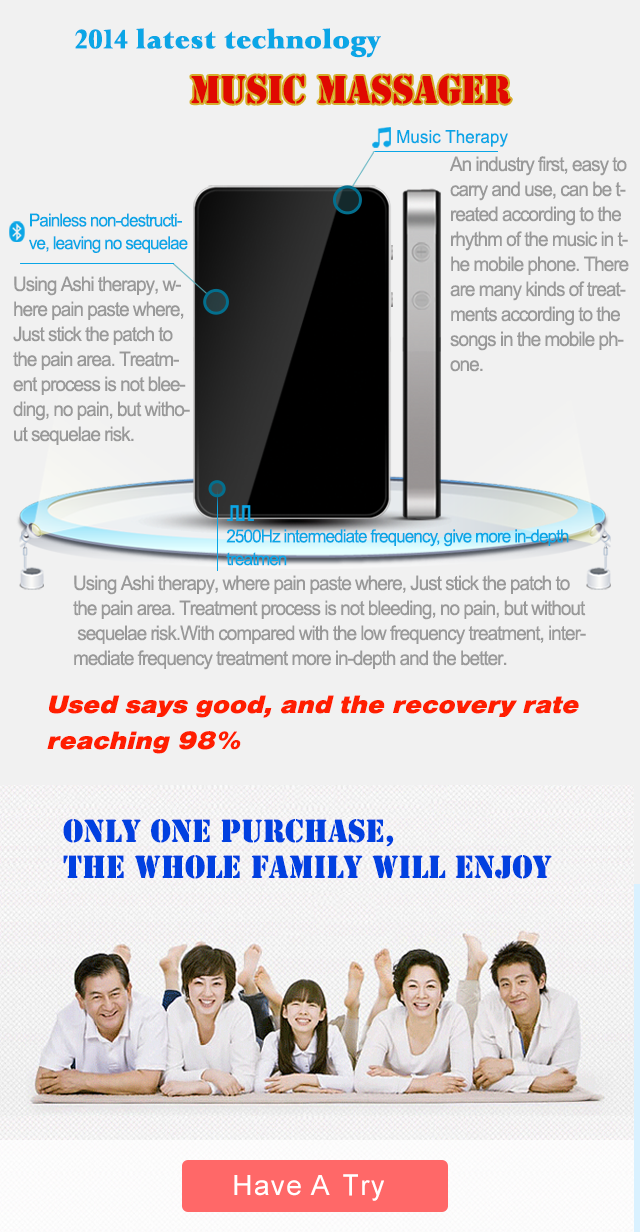 2014 latest technology
MUSIC MASSAGER
Music Therapy
An industry first, easy to
carry and use, can be t-
reated according to the
rhythm of the music in t-
he mobile phone. There
are many kinds of treat-
ments according to the
songs in the mobile ph-
one.
Painless non-destructi-
ve, leaving no sequelae
Using Ashi therapy, w-
here pain paste where,
Just stick the patch to
the pain area. Treatm-
ent process is not blee-
ding, no pain, but witho-
ut sequelae risk.
2500Hz intermediate frequency, give more in-depth
treatmen
Using Ashi therapy, where pain paste where, Just stick the patch to
the pain area. Treatment process is not bleeding, no pain, but without
sequelae risk.With compared with the low frequency treatment, inter-
mediate frequency treatment more in-depth and the better.
Used says good, and the recovery rate
reaching 98%
ONLY ONE PURCHASE,
THE WHOLE FAMILY WILL ENJOY
Have A Try